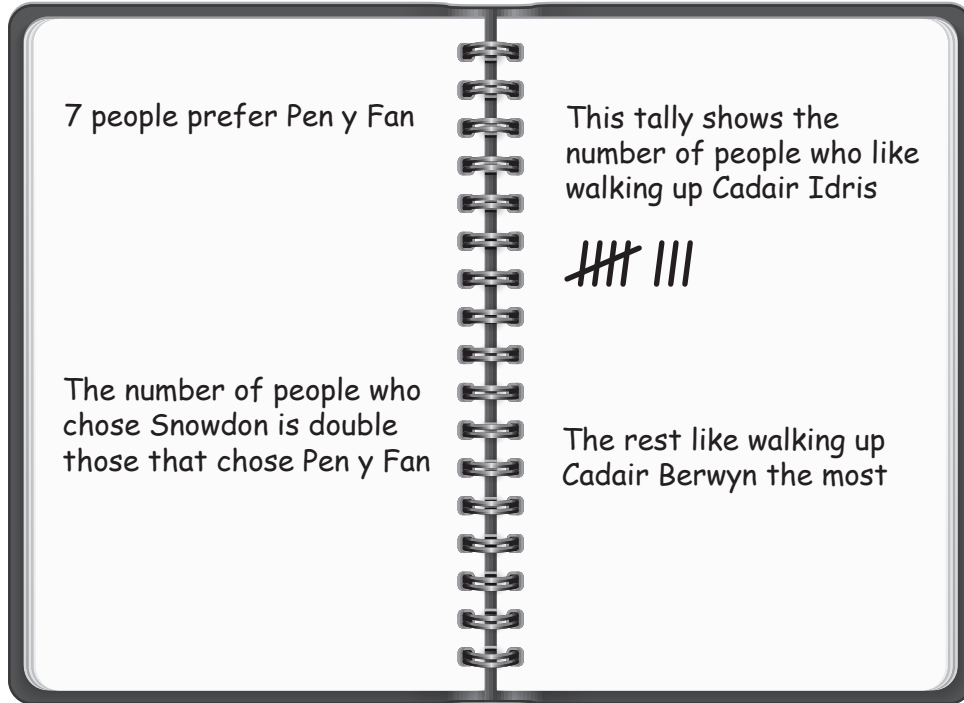 7 people prefer Pen y Fan
The number of people who
chose Snowdon is double
those that chose Pen y Fan
This tally shows the
number of people who like
walking up Cadair Idris
The rest like walking up
Cadair Berwyn the most